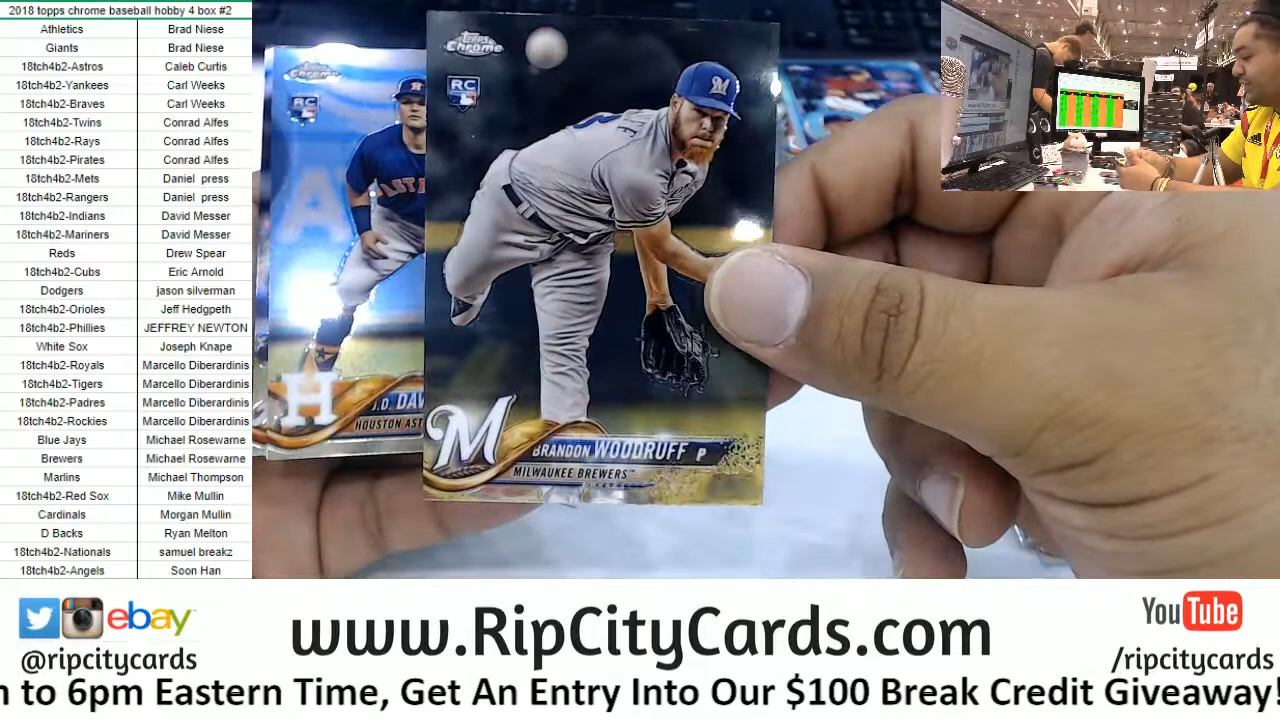 2018 topps chrome baseball hobby 4 box #2
Athletics Brad Niese
Giants Brad Niese
18tch4b2-Astros Caleb Curtis
18tch4b2-Yankees Carl Weeks
18tch4b2-Braves Carl Weeks
18tch4b2-Twins Conrad Alfes
18tch4b2-Rays Conrad Alfes
18tch4b2-Pirates Conrad Alfes
18tch4b2-Mets Daniel press
18tch4b2-Rangers Daniel press
18tch4b2-Indians David Messer
18tch4b2-Mariners David Messer
Reds Drew Spear
18tch4b2-Cubs Eric Arnold
Dodgers jason silverman
18tch4b2-Orioles Jeff Hedgpeth
18tch4b2-Phillies JEFFREY NEWTON
White Sox Joseph Knape
18tch4b2-Royals Marcello Diberardinis
18tch4b2-Tigers Marcello Diberardinis
18tch4b2-Padres Marcello Diberardinis
18tch4b2-Rockies Marcello Diberardinis
Blue Jays Michael Rosewarne
Brewers Michael Rosewarne
Marlins Michael Thompson
18tch4b2-Red Sox Mike Mullin
Cardinals Morgan Mullin
D Backs Ryan Melton
18tch4b2-Nationals samuel breakz
18tch4b2-Angels Soon Han
Topps Chrome
RC
ASTR
H
J.D. DAV
HOUSTON AST
Topps Chrome
RC
M
M
BRANDON WOODRUFF P
MILWAUKEE BREWERS™
ebay
@ripcitycards
www.RipCityCards.com
YouTube
/ripcitycards
n to 6pm Eastern Time, Get An Entry Into Our $100 Break Credit Giveaway!